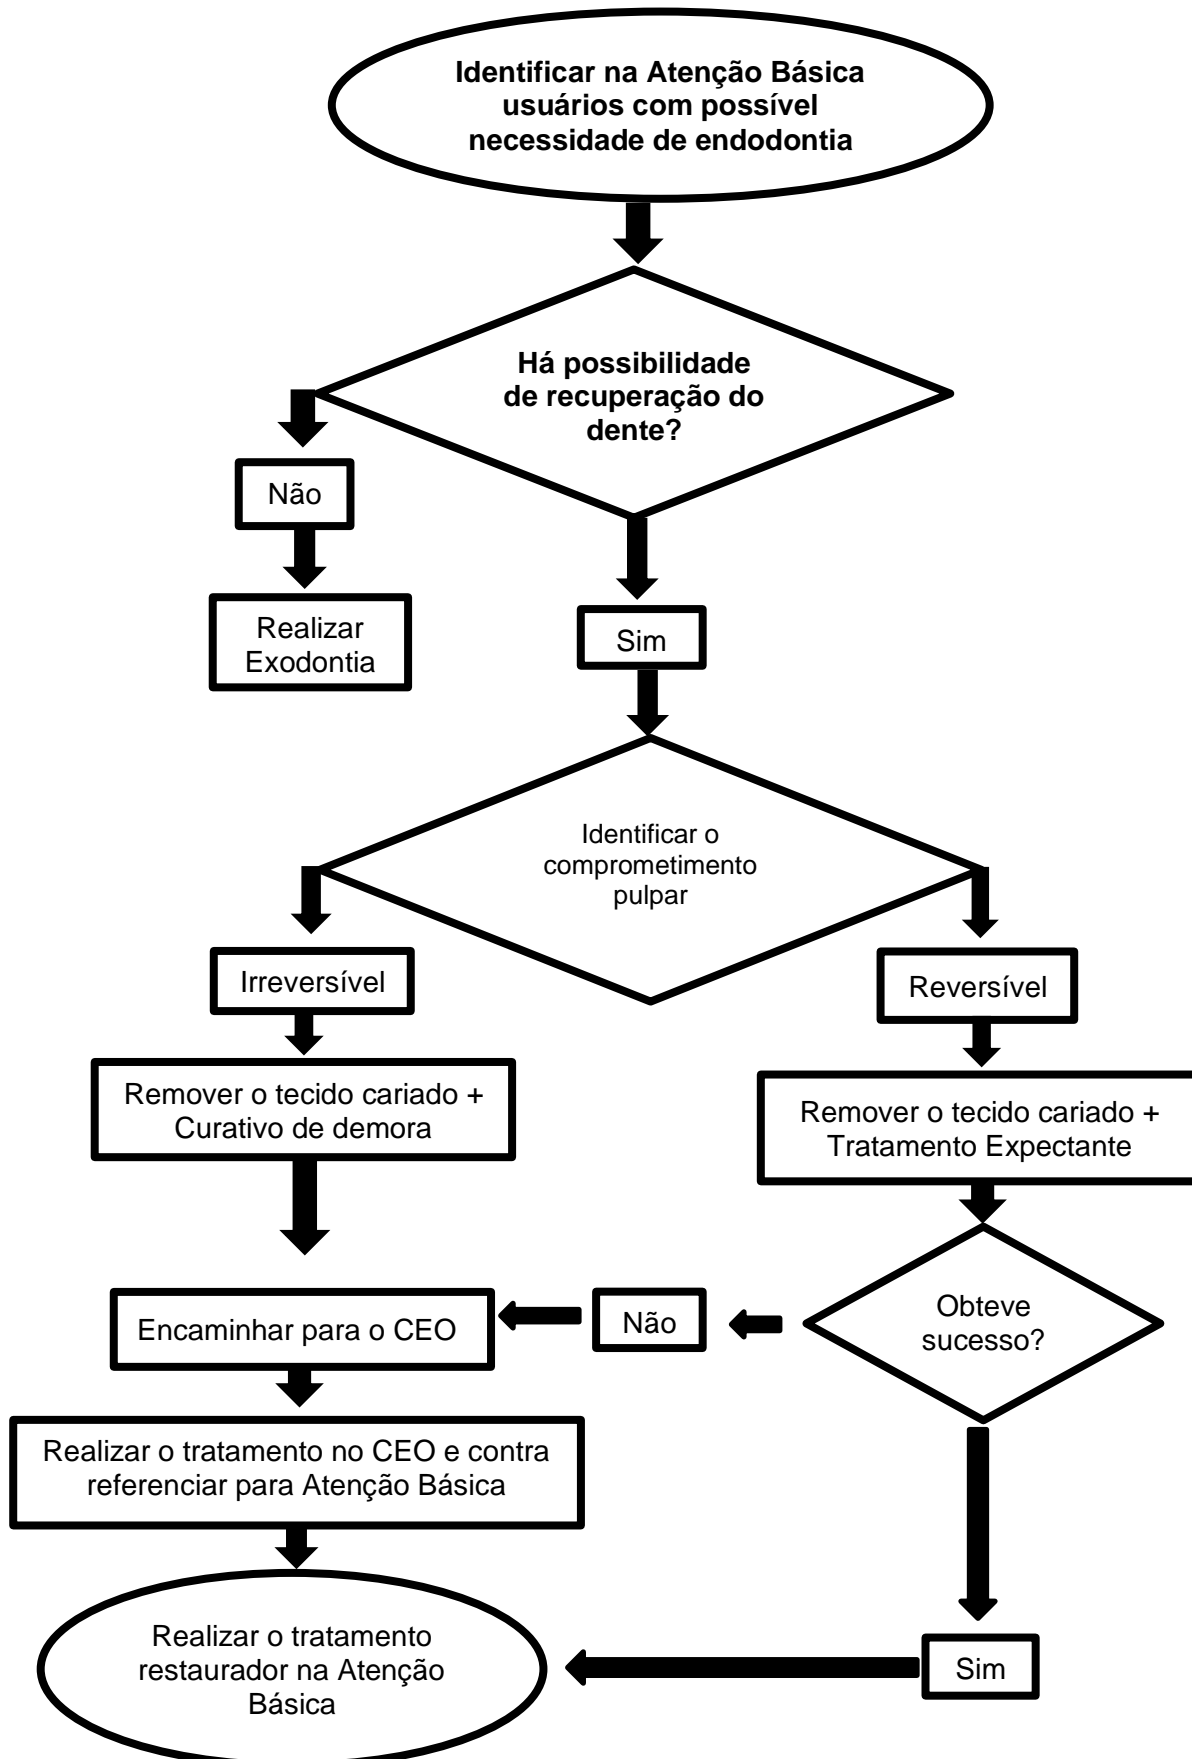 Identificar na Atenção Básica
usuários com possível
necessidade de endodontia
Há possibilidade
de recuperação do
dente?
Não
Realizar
Exodontia
Sim
Identificar o
comprometimento
pulpar
Irreversível
Reversível
Remover o tecido cariado +
Curativo de demora
Remover o tecido cariado +
Tratamento Expectante
Obteve
sucesso?
Não
Encaminhar para o CEO
Realizar o tratamento no CEO e contra
referenciar para Atenção Básica
Sim
Realizar o tratamento
restaurador na Atenção
Básica